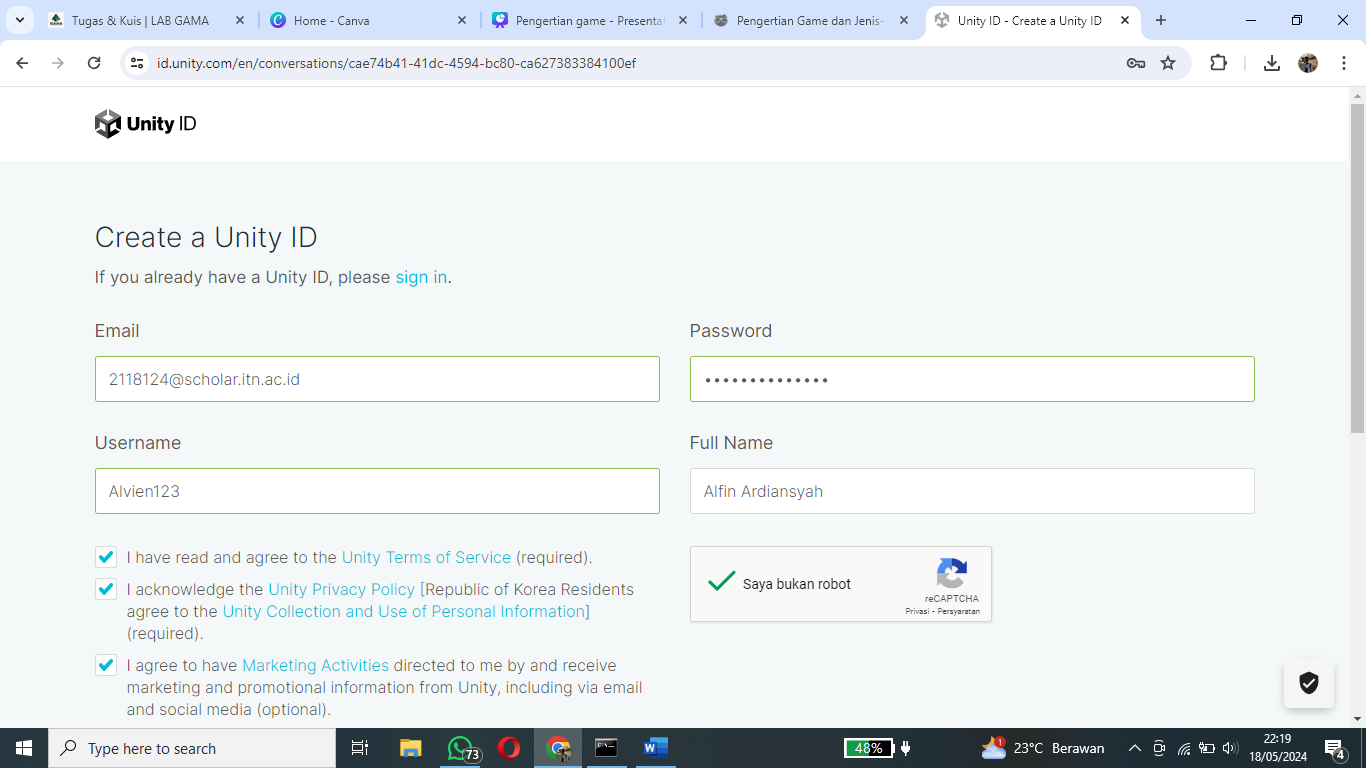 Tugas & Kuis | LAB GAMA
Home - Canva
Pengertian game - Presentat
Pengertian Game dan Jenis-
Unity ID - Create a Unity ID
id.unity.com/en/conversations/cae74b41-41dc-4594-bc80-ca627383384100ef
Unity ID
Create a Unity ID
If you already have a Unity ID, please sign in.
Email
Password
2118124@scholar.itn.ac.id
••••••••••••••
Username
Full Name
Alvien123
Alfin Ardiansyah
I have read and agree to the Unity Terms of Service (required).
I acknowledge the Unity Privacy Policy [Republic of Korea Residents
agree to the Unity Collection and Use of Personal Information]
(required).
I agree to have Marketing Activities directed to me by and receive
marketing and promotional information from Unity, including via email
and social media (optional).
Saya bukan robot
reCAPTCHA
Privasi - Persyaratan
Type here to search
73
48%
1
23°C Berawan
22:19
18/05/2024
4